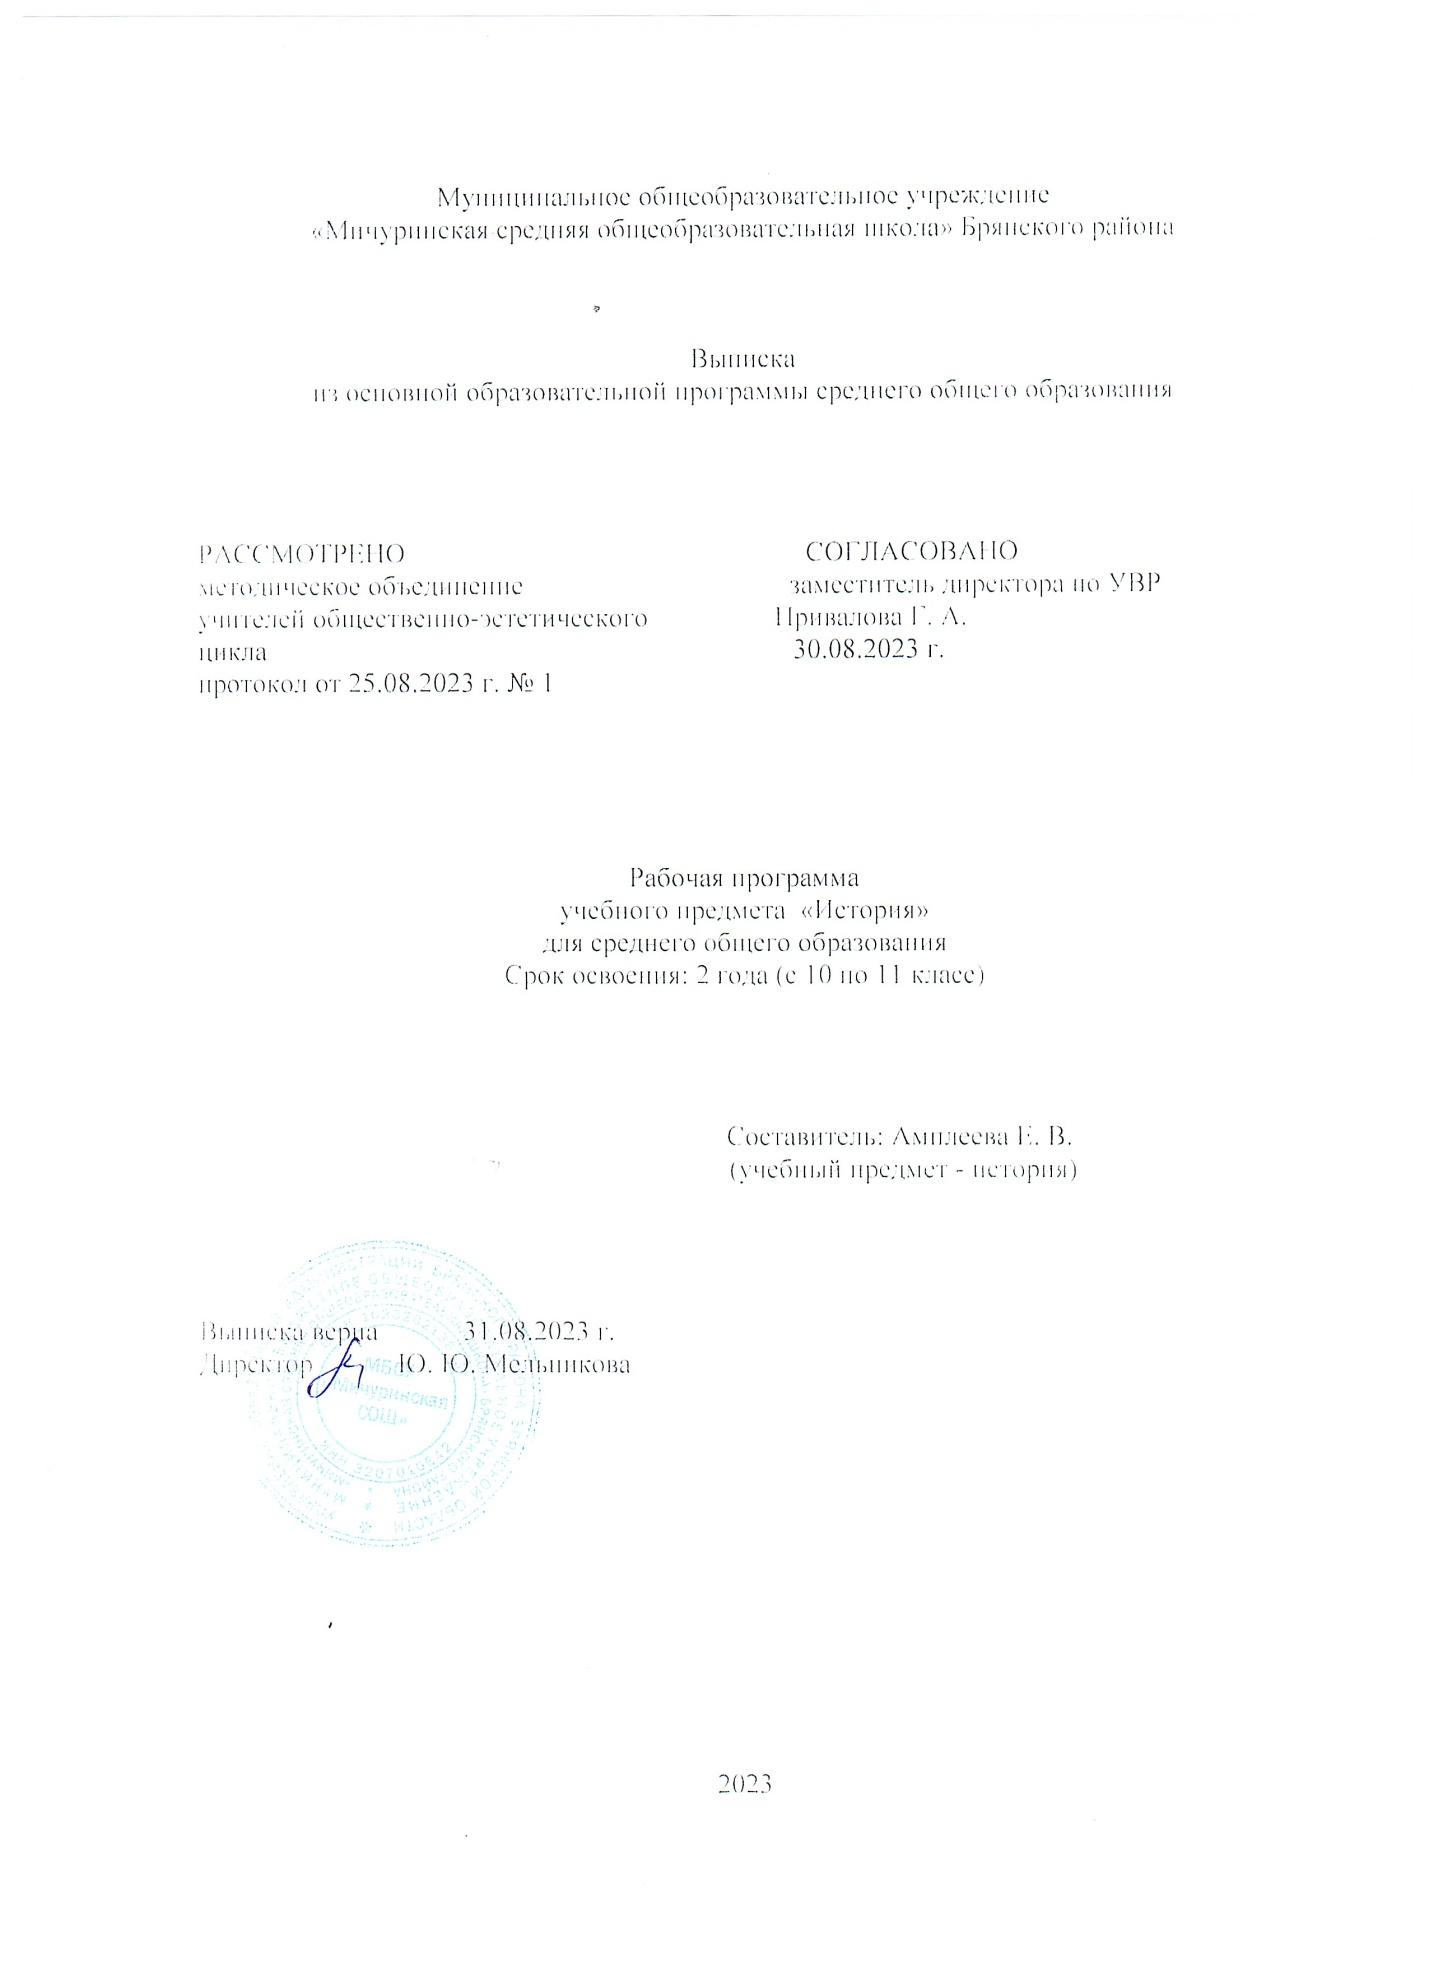 Муниципальное общеобразовательное учреждение
«Мичуринская средняя общеобразовательная школа» Брянского района
Выписка
из основной образовательной программы среднего общего образования
РАССМОТРЕНО
методическое объединение
учителей общественно-эстетического
цикла
протокол от 25.08.2023 г. № 1
СОГЛАСОВАНО
заместитель директора по УВР
Привалова Г. А.
30.08.2023 г.
Рабочая программа
учебного предмета «История»
для среднего общего образования
Срок освоения: 2 года (с 10 по 11 класс)
Составитель: Амплеева Е. В.
(учебный предмет - история)
Выписка верна 31.08.2023 г.
Директор Ю. Ю. Мельникова
Мичуринская
СОШ»
2023